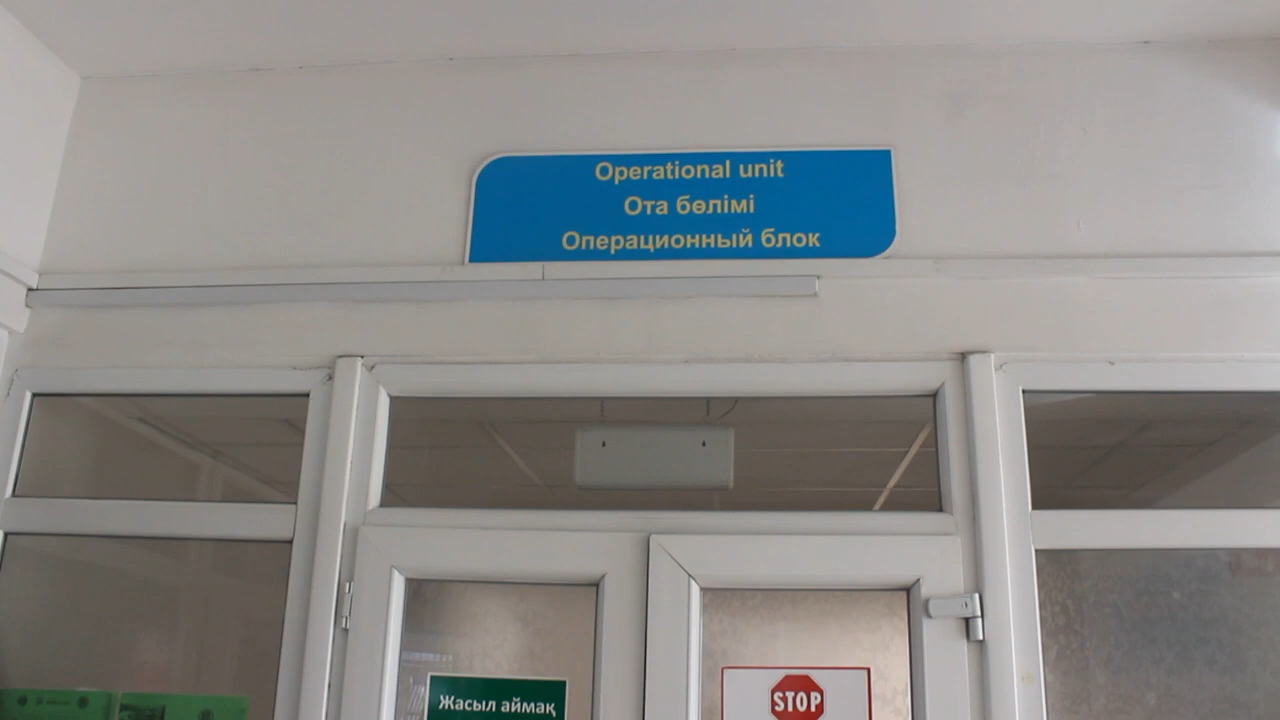 Operational unit
Ота бөлімі
Операционный блок
Жасыл аймақ
STOP